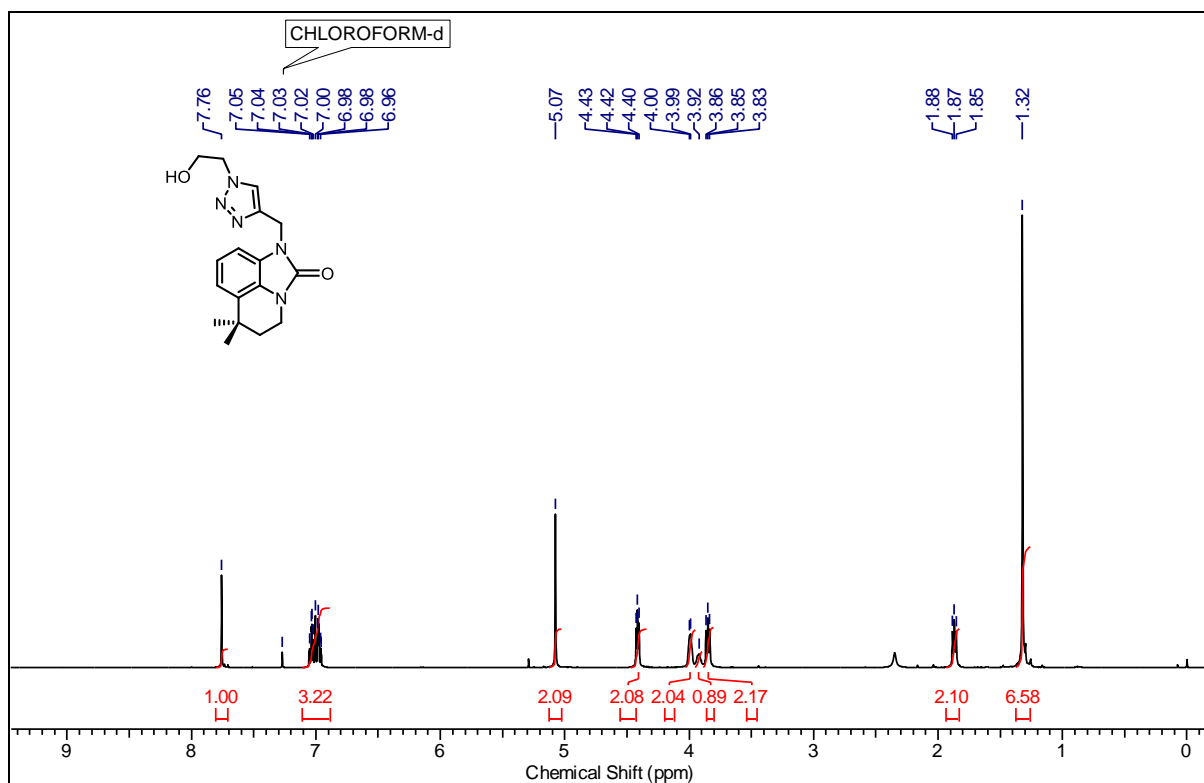 CHLOROFORM-d
7.76 7.05 7.04 7.03 7.02 7.00 6.98 6.98 6.96 5.07 4.43 4.42 4.40 4.00 3.99 3.92 3.86 3.85 3.83 1.88 1.87 1.85 1.32
HO
N
N
N
N
O
N
1.00 3.22 2.09 2.08 2.04 0.89 2.17 2.10 6.58
9 8 7 6 5 4 3 2 1 0
Chemical Shift (ppm)